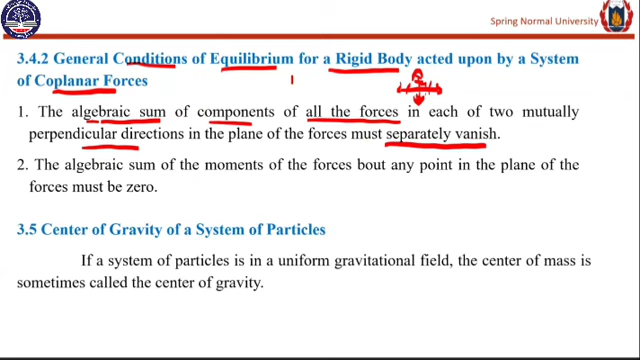 Spring Normal University
3.4.2 General Conditions of Equilibrium for a Rigid Body acted upon by a System
of Coplanar Forces
1. The algebraic sum of components of all the forces in each of two mutually
perpendicular directions in the plane of the forces must separately vanish.
2. The algebraic sum of the moments of the forces bout any point in the plane of the
forces must be zero.
3.5 Center of Gravity of a System of Particles
If a system of particles is in a uniform gravitational field, the center of mass is
sometimes called the center of gravity.